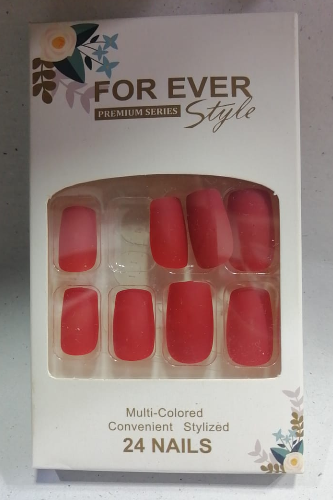 FOR EVER
PREMIUM SERIES Style
Multi-Colored
Convenient Stylized
24 NAILS